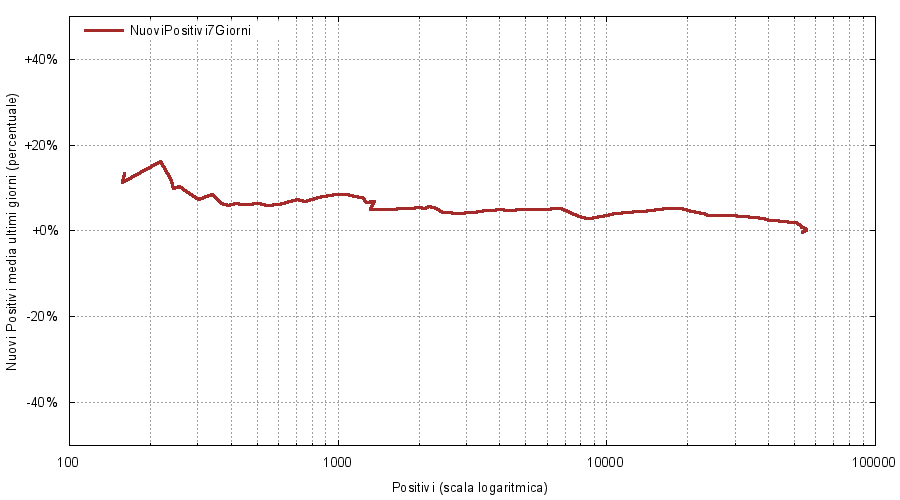 NuoviPositivi7Giorni
+40%
+20%
+0%
-20%
-40%
Nuovi Positivi media ultimi giorni (percentuale)
100 1000 10000 100000
Positivi (scala logaritmica)